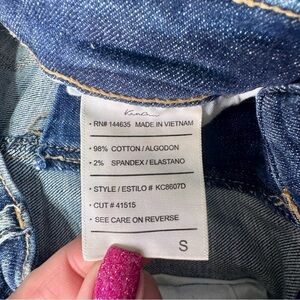 • RN# 144635 MADE IN VIETNAM
• 98% COTTON / ALGODON
• 2% SPANDEX / ELASTANO
• STYLE / ESTILO # KC8607D
• CUT # 41515
• SEE CARE ON REVERSE
S